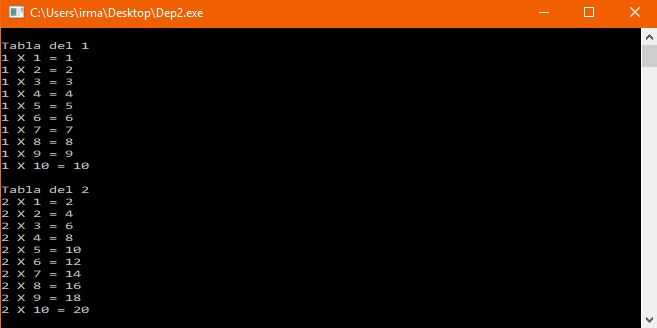 C:\Users\irma\Desktop\Dep2.exe
Tabla del 1
1 X 1 = 1
1 X 2 = 2
1 X 3 = 3
1 X 4 = 4
1 X 5 = 5
1 X 6 = 6
1 X 7 = 7
1 X 8 = 8
1 X 9 = 9
1 X 10 = 10
Tabla del 2
2 X 1 = 2
2 X 2 = 4
2 X 3 = 6
2 X 4 = 8
2 X 5 = 10
2 X 6 = 12
2 X 7 = 14
2 X 8 = 16
2 X 9 = 18
2 X 10 = 20